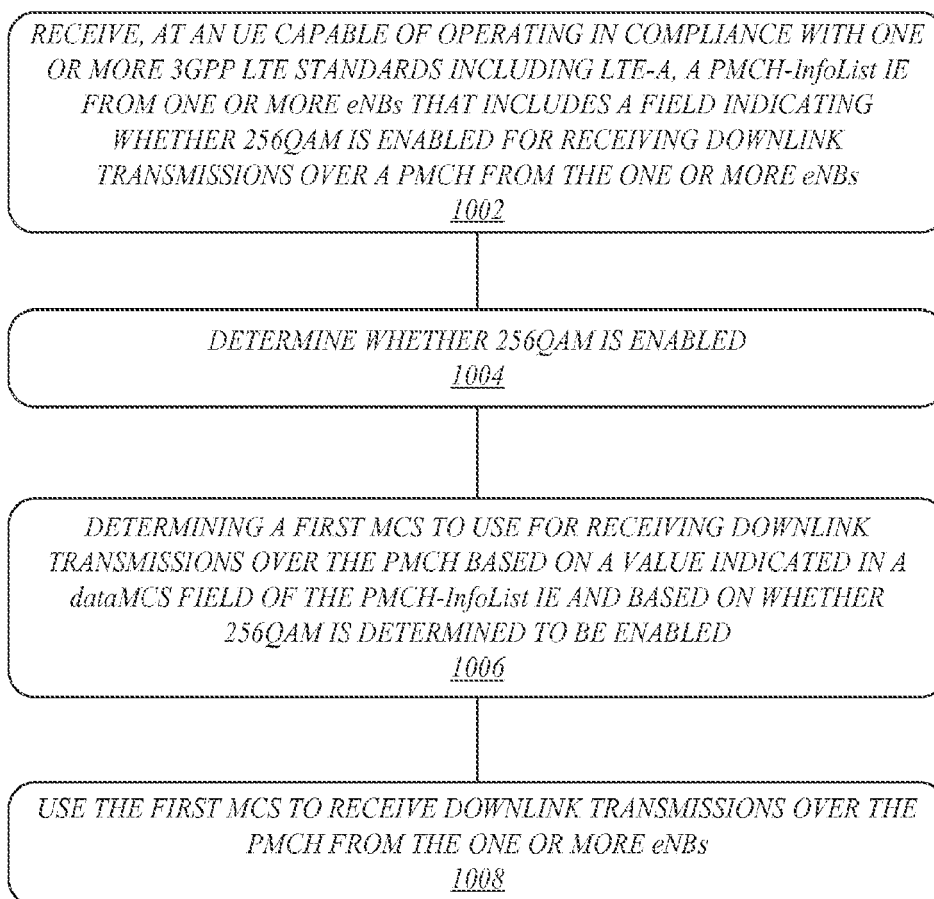 RECEIVE, AT AN UE CAPABLE OF OPERATING IN COMPLIANCE WITH ONE
OR MORE 3GPP LTE STANDARDS INCLUDING LTE-A, A PMCH-InfoList IE
FROM ONE OR MORE eNBs THAT INCLUDES A FIELD INDICATING
WHETHER 256QAM IS ENABLED FOR RECEIVING DOWNLINK
TRANSMISSIONS OVER A PMCH FROM THE ONE OR MORE eNBs
1002
DETERMINE WHETHER 256QAM IS ENABLED
1004
DETERMINING A FIRST MCS TO USE FOR RECEIVING DOWNLINK
TRANSMISSIONS OVER THE PMCH BASED ON A VALUE INDICATED IN A
dataMCS FIELD OF THE PMCH-InfoList IE AND BASED ON WHETHER
256QAM IS DETERMINED TO BE ENABLED
1006
USE THE FIRST MCS TO RECEIVE DOWNLINK TRANSMISSIONS OVER THE
PMCH FROM THE ONE OR MORE eNBs
1008